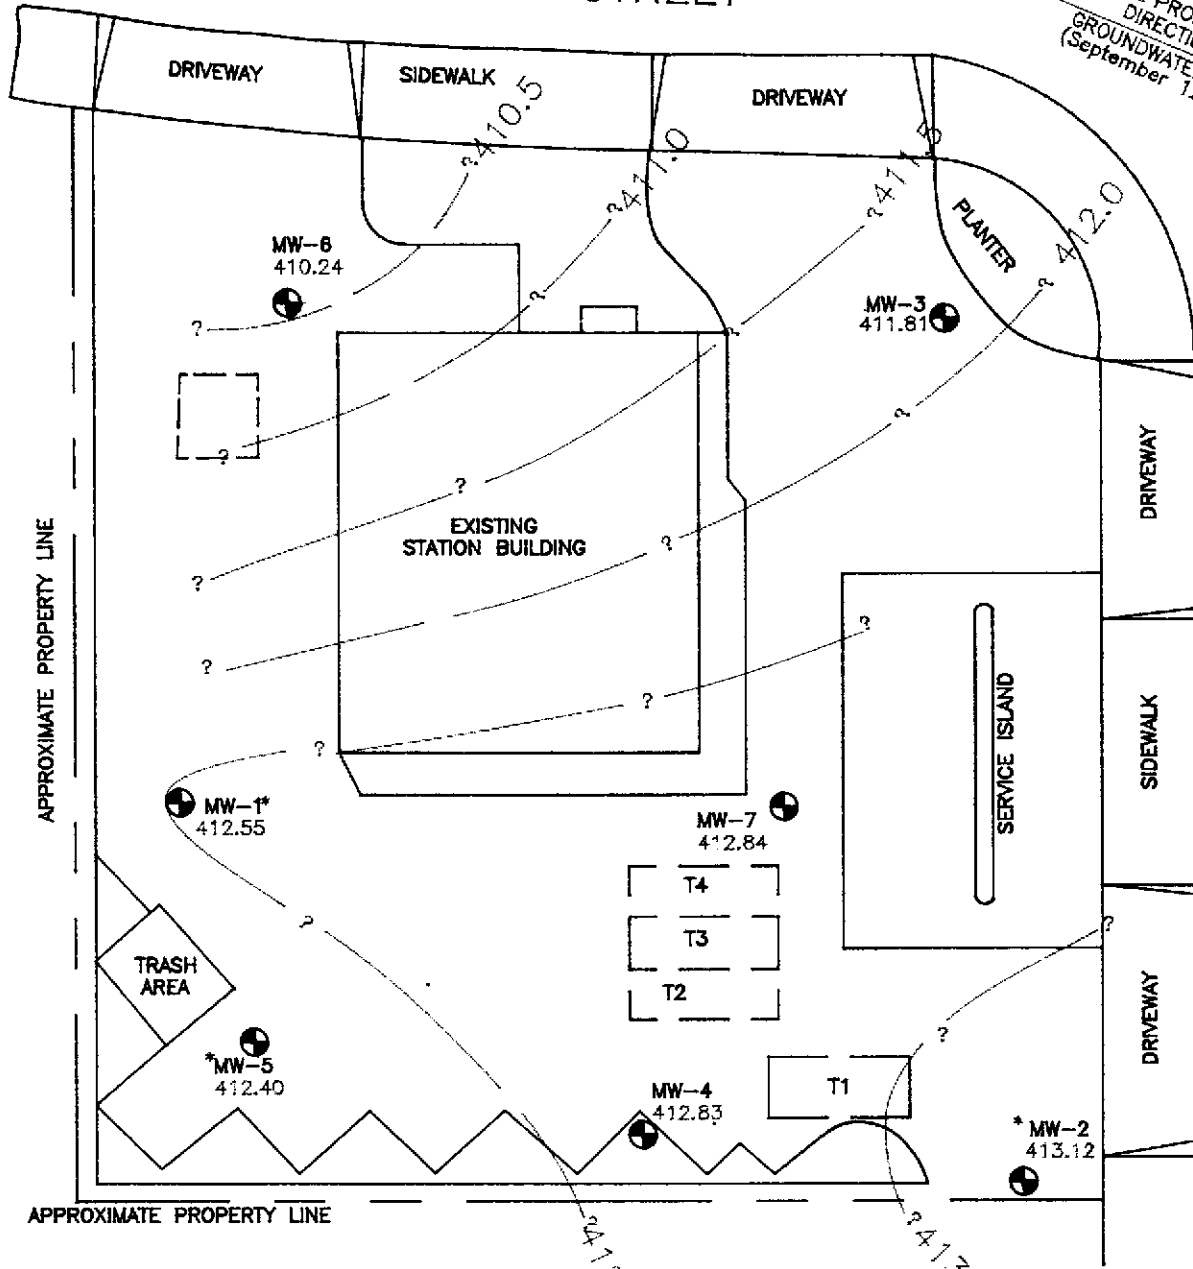 DRIVEWAY
SIDEWALK
DRIVEWAY
410.5
411.0
411.5
412.0
PLANTER
MW-6
410.24
MW-3
411.81
EXISTING
STATION BUILDING
DRIVEWAY
APPROXIMATE PROPERTY LINE
SERVICE ISLAND
SIDEWALK
MW-1*
412.55
MW-7
412.84
T4
T3
T2
TRASH
AREA
*MW-5
412.40
MW-4
412.83
T1
DRIVEWAY
* MW-2
413.12
APPROXIMATE PROPERTY LINE
(September